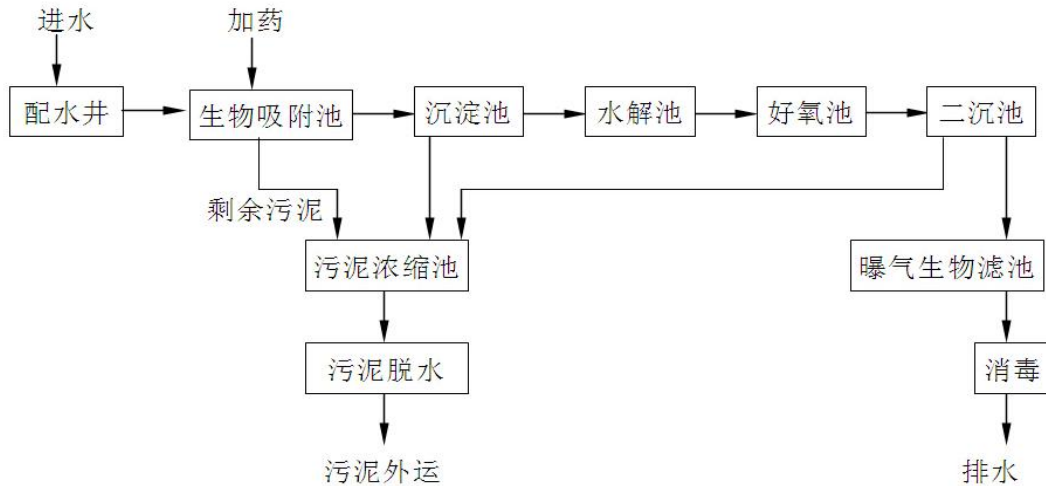 进水
加药
配水井
生物吸附池
沉淀池
水解池
好氧池
二沉池
剩余污泥
污泥浓缩池
曝气生物滤池
污泥脱水
消毒
污泥外运
排水